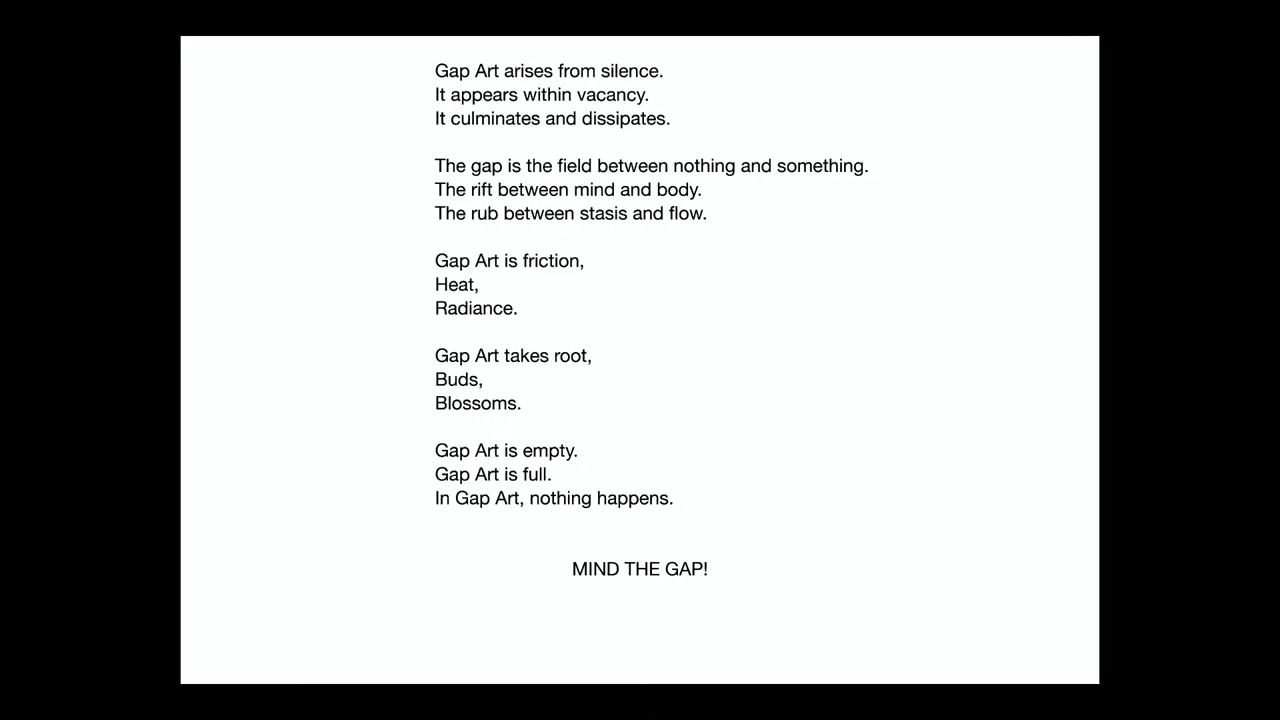 Gap Art arises from silence.
It appears within vacancy.
It culminates and dissipates.
The gap is the field between nothing and something.
The rift between mind and body.
The rub between stasis and flow.
Gap Art is friction,
Heat,
Radiance.
Gap Art takes root,
Buds,
Blossoms.
Gap Art is empty.
Gap Art is full.
In Gap Art, nothing happens.
MIND THE GAP!